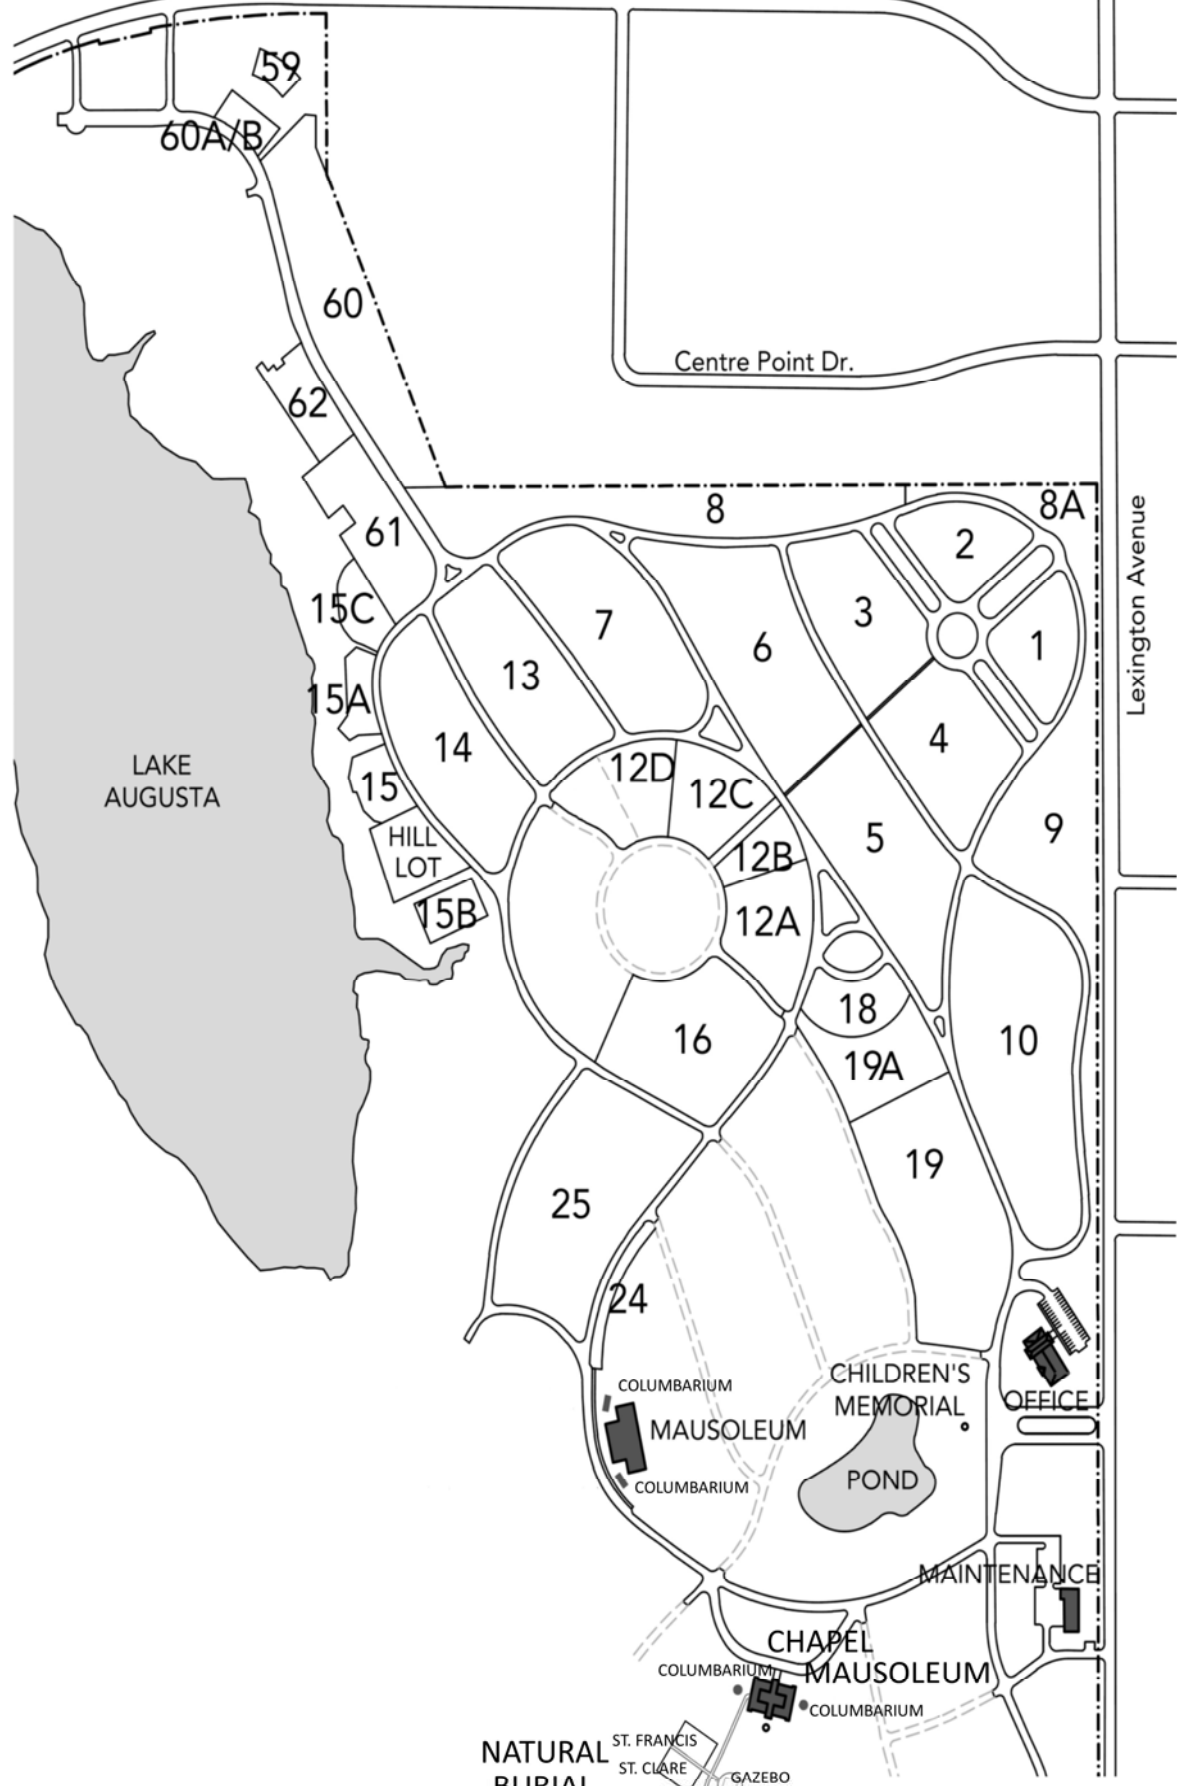 59
60A/B
60
Centre Point Dr.
62
8
8A
Lexington Avenue
61
2
15C
7
3
6
1
13
15A
14
4
LAKE
AUGUSTA
12D
15
12C
HILL
LOT
5
9
12B
15B
12A
18
16
10
19A
19
25
24
CHILDREN'S
MEMORIAL
COLUMBARIUM
OFFICE
MAUSOLEUM
POND
COLUMBARIUM
MAINTENANCE
CHAPEL
MAUSOLEUM
COLUMBARIUM
COLUMBARIUM
NATURAL
BURIAL
ST. FRANCIS
ST. CLARE
GAZEBO